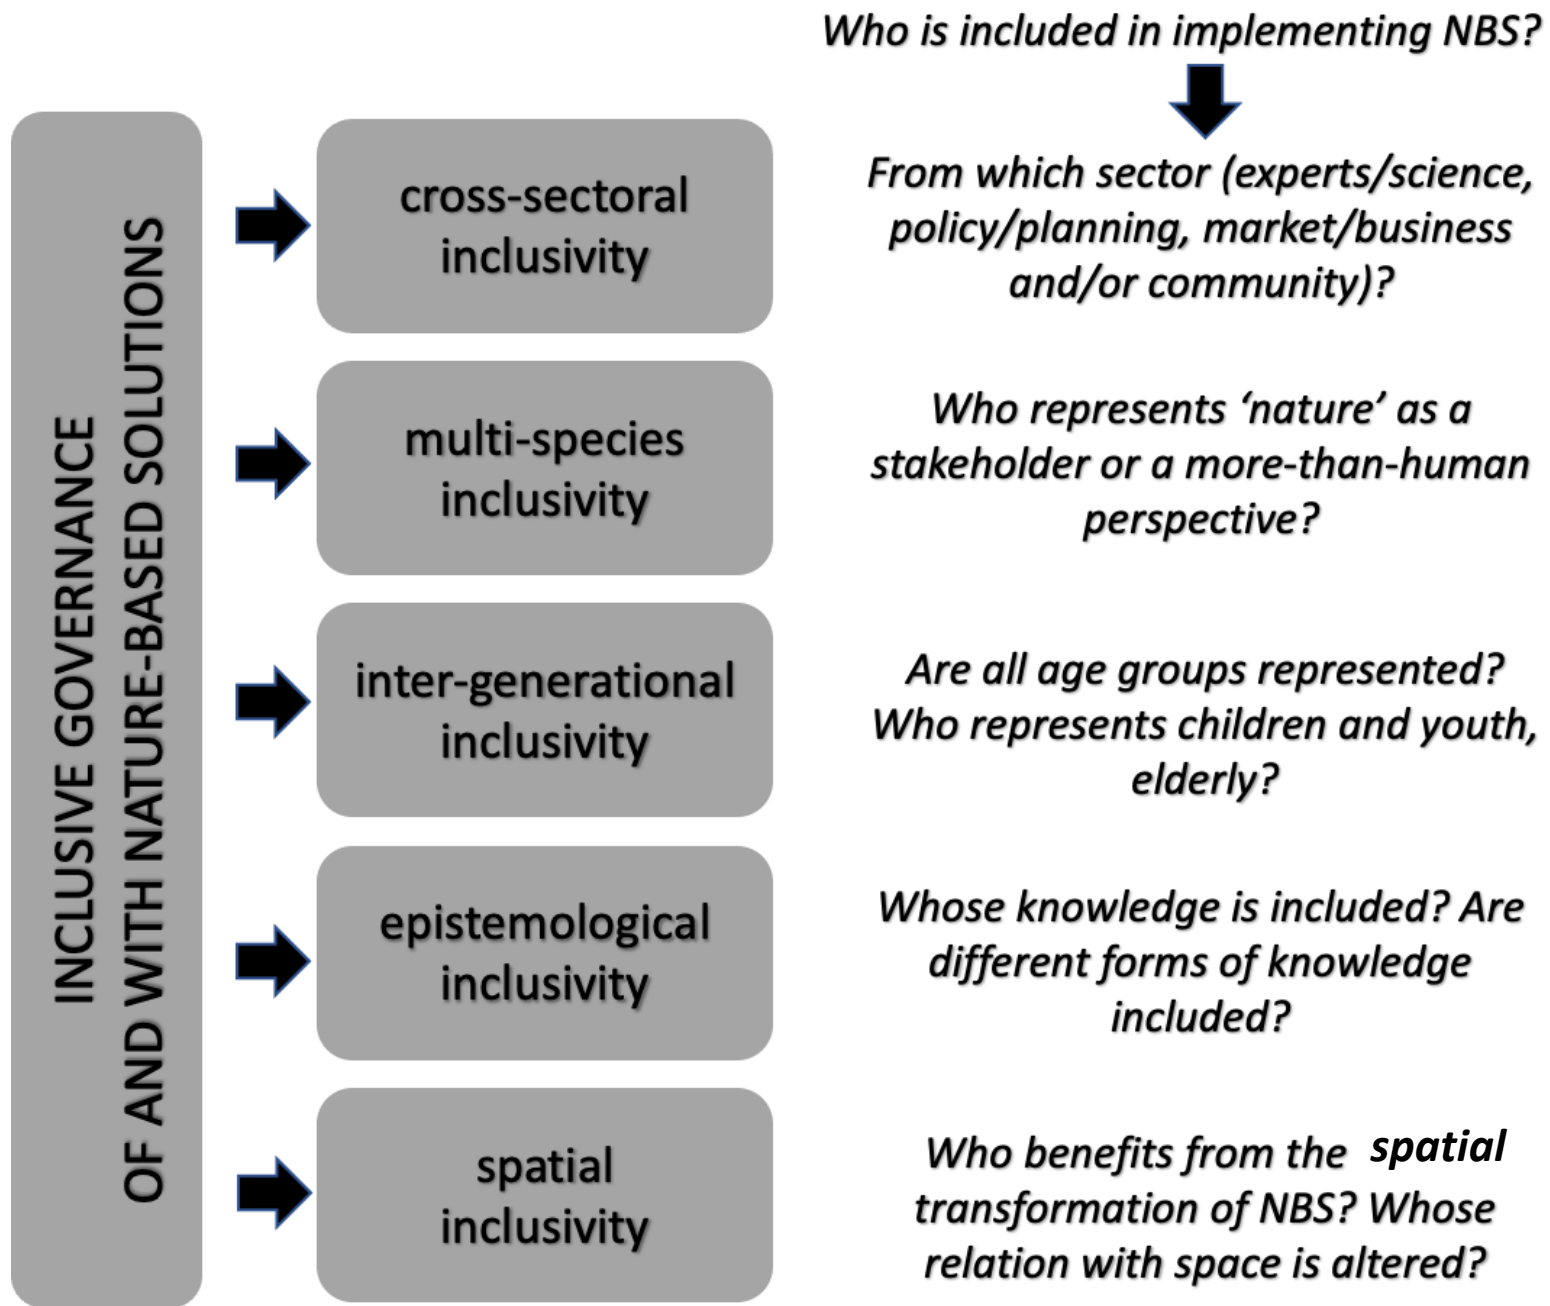 Who is included in implementing NBS?
INCLUSIVE GOVERNANCE
OF AND WITH NATURE-BASED SOLUTIONS
cross-sectoral
inclusivity
From which sector (experts/science,
policy/planning, market/business
and/or community)?
multi-species
inclusivity
Who represents ‘nature’ as a
stakeholder or a more-than-human
perspective?
inter-generational
inclusivity
Are all age groups represented?
Who represents children and youth,
elderly?
epistemological
inclusivity
Whose knowledge is included? Are
different forms of knowledge
included?
spatial
inclusivity
Who benefits from the spatial
transformation of NBS? Whose
relation with space is altered?